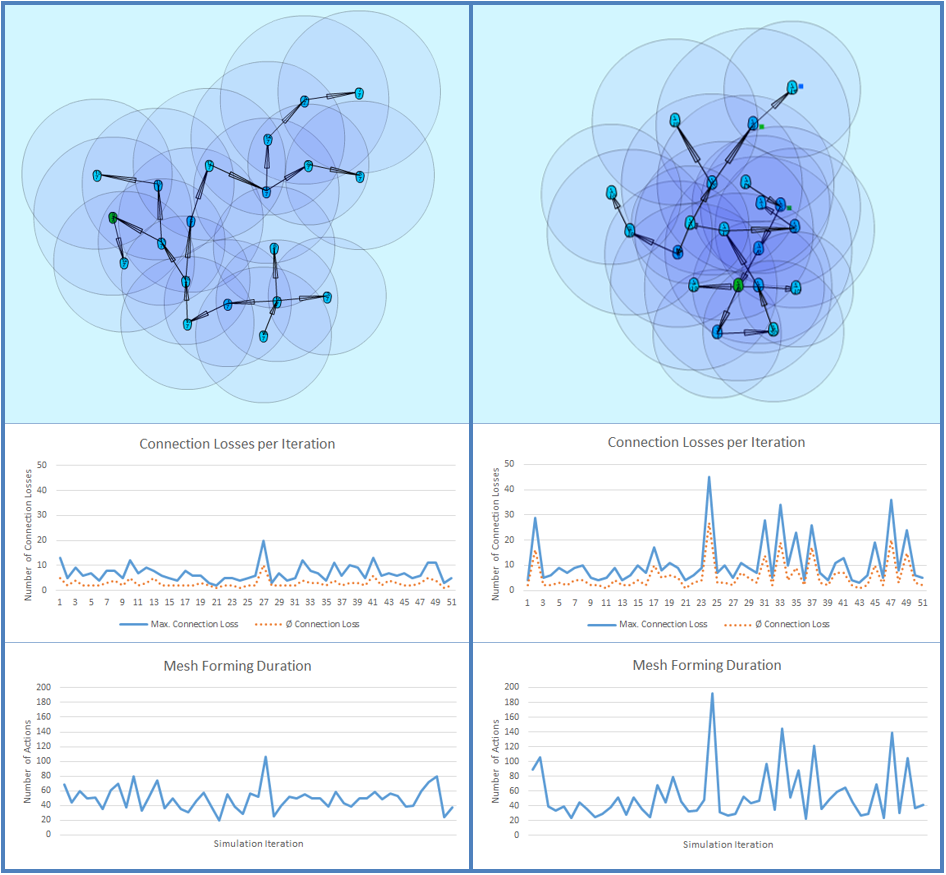 Connection Losses per Iteration
Number of Connection Losses
50
40
30
20
10
0
1 3 5 7 9 11 13 15 17 19 21 23 25 27 29 31 33 35 37 39 41 43 45 47 49 51
Max. Connection Loss Ø Connection Loss
Connection Losses per Iteration
Number of Connection Losses
50
40
30
20
10
0
1 3 5 7 9 11 13 15 17 19 21 23 25 27 29 31 33 35 37 39 41 43 45 47 49 51
Max. Connection Loss Ø Connection Loss
Mesh Forming Duration
Number of Actions
200
180
160
140
120
100
80
60
40
20
0
Simulation Iteration
Mesh Forming Duration
Number of Actions
200
180
160
140
120
100
80
60
40
20
0
Simulation Iteration